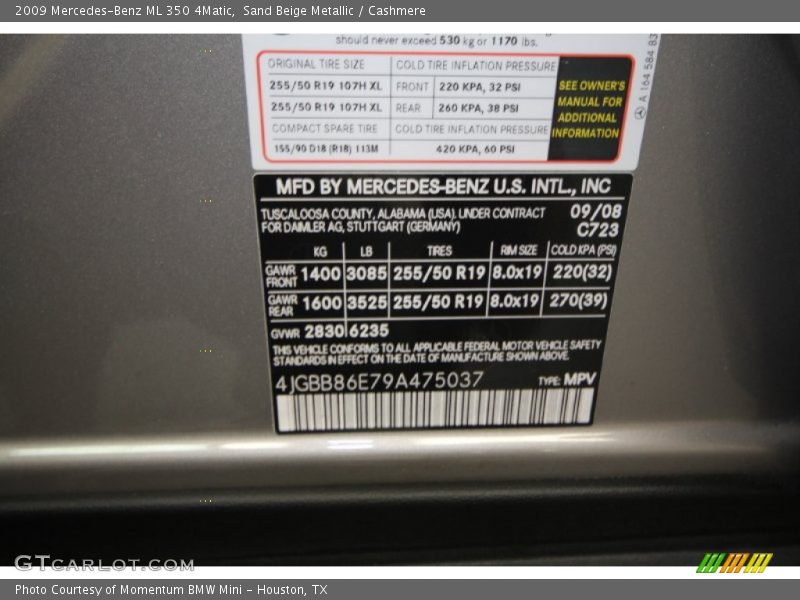 2009 Mercedes-Benz ML 350 4Matic, Sand Beige Metallic / Cashmere
should never exceed 530 kg or 1170 lbs.
ORIGINAL TIRE SIZE COLD TIRE INFLATION PRESSURE
255/50 R19 107H XL FRONT 220 KPA, 32 PSI
255/50 R19 107H XL REAR 260 KPA, 38 PSI
COMPACT SPARE TIRE COLD TIRE INFLATION PRESSURE
155/90 D18 (R18) 113M 420 KPA, 60 PSI
SEE OWNER'S
MANUAL FOR
ADDITIONAL
INFORMATION
A 164 584 83
MFD BY MERCEDES-BENZ U.S. INTL., INC
TUSCALOOSA COUNTY, ALABAMA (USA), UNDER CONTRACT 09/08
FOR DAIMLER AG, STUTTGART (GERMANY) C723
KG LB TIRES RIM SIZE COLD KPA (PSI)
GAWR FRONT 1400 3085 255/50 R19 8.0x19 220(32)
GAWR REAR 1600 3525 255/50 R19 8.0x19 270(39)
GVWR 2830 6235
THIS VEHICLE CONFORMS TO ALL APPLICABLE FEDERAL MOTOR VEHICLE SAFETY
STANDARDS IN EFFECT ON THE DATE OF MANUFACTURE SHOWN ABOVE.
4JGBB86E79A475037 TYPE: MPV
GTCARLOT.COM
Photo Courtesy of Momentum BMW Mini - Houston, TX